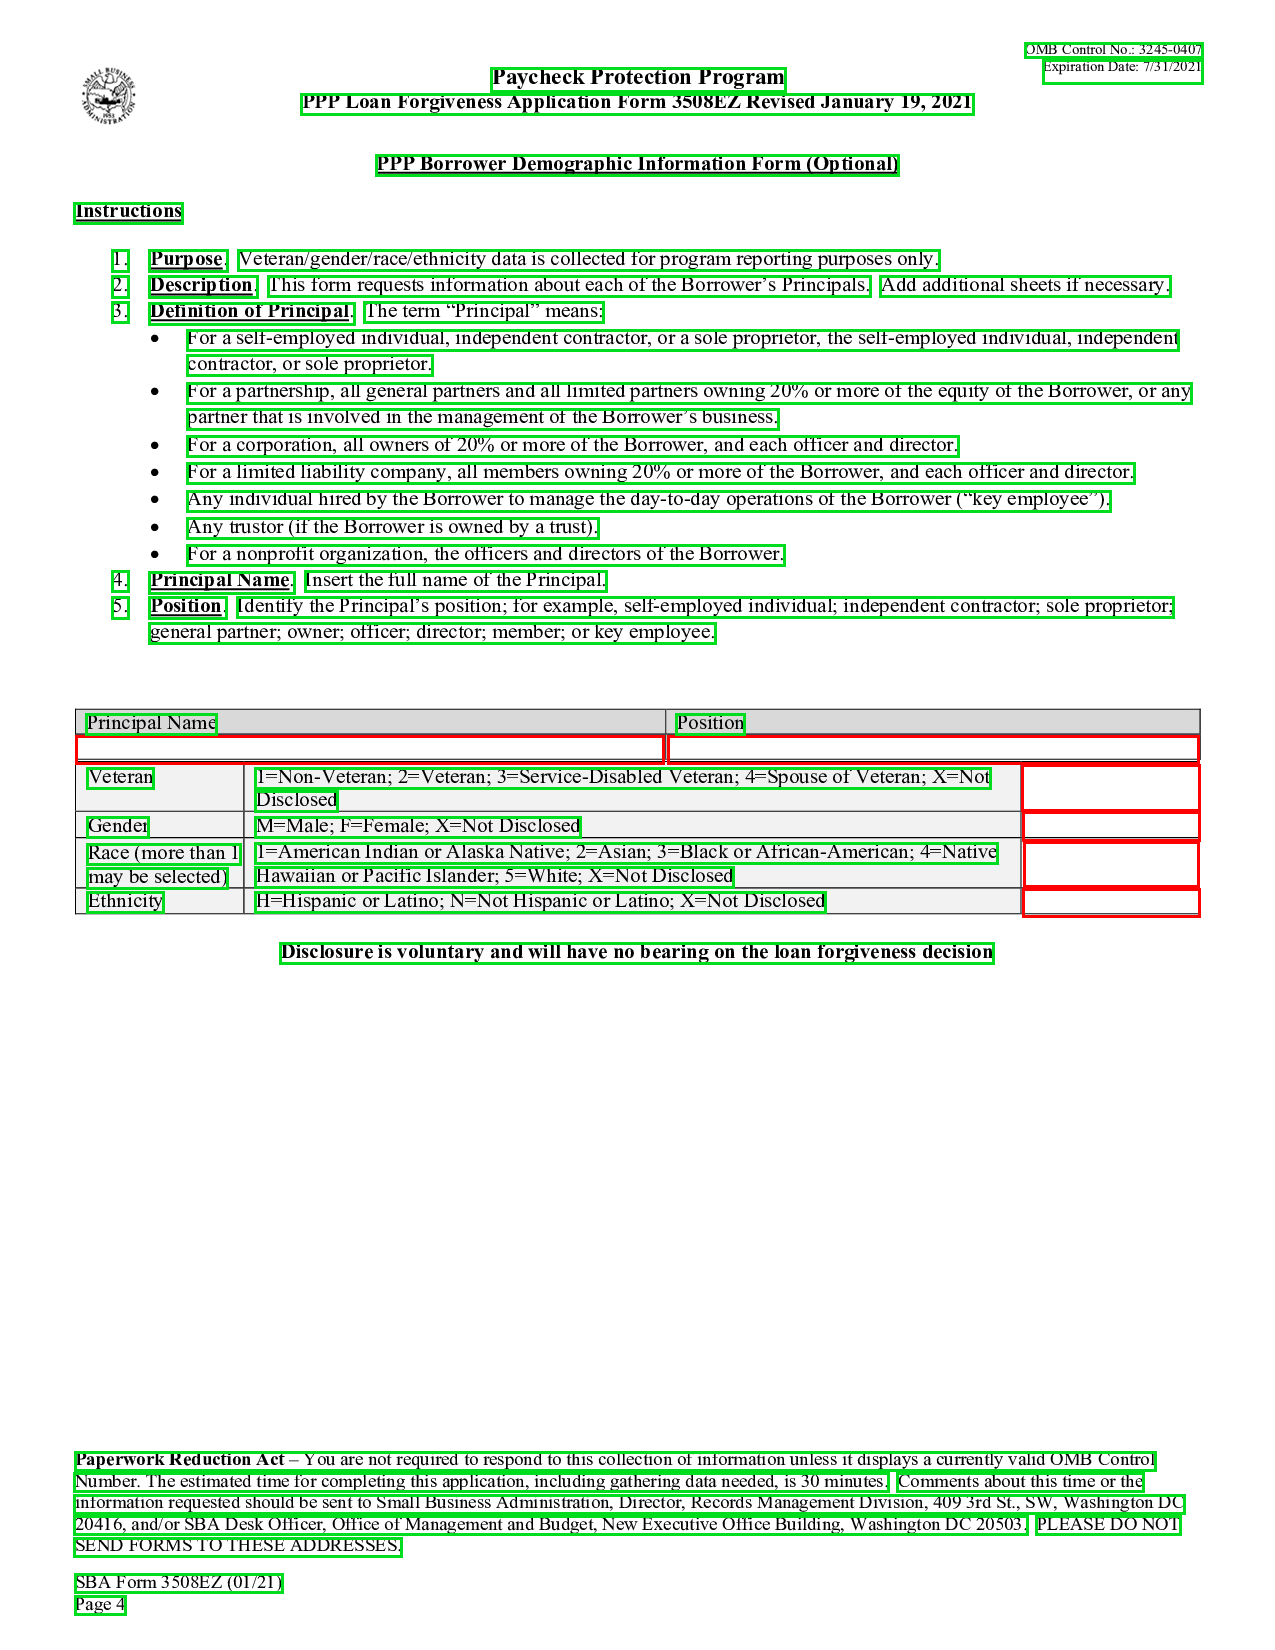 OMB Control No.: 3245-0407
Expiration Date: 7/31/2021
SMALL BUSINESS ADMINISTRATION
1953
Paycheck Protection Program
PPP Loan Forgiveness Application Form 3508EZ Revised January 19, 2021
PPP Borrower Demographic Information Form (Optional)
Instructions
1. Purpose. Veteran/gender/race/ethnicity data is collected for program reporting purposes only.
2. Description. This form requests information about each of the Borrower’s Principals. Add additional sheets if necessary.
3. Definition of Principal. The term “Principal” means:
• For a self-employed individual, independent contractor, or a sole proprietor, the self-employed individual, independent
contractor, or sole proprietor.
• For a partnership, all general partners and all limited partners owning 20% or more of the equity of the Borrower, or any
partner that is involved in the management of the Borrower’s business.
• For a corporation, all owners of 20% or more of the Borrower, and each officer and director.
• For a limited liability company, all members owning 20% or more of the Borrower, and each officer and director.
• Any individual hired by the Borrower to manage the day-to-day operations of the Borrower (“key employee”).
• Any trustor (if the Borrower is owned by a trust).
• For a nonprofit organization, the officers and directors of the Borrower.
4. Principal Name. Insert the full name of the Principal.
5. Position. Identify the Principal’s position; for example, self-employed individual; independent contractor; sole proprietor;
general partner; owner; officer; director; member; or key employee.
Principal Name Position
Veteran 1=Non-Veteran; 2=Veteran; 3=Service-Disabled Veteran; 4=Spouse of Veteran; X=Not
Disclosed
Gender M=Male; F=Female; X=Not Disclosed
Race (more than 1 1=American Indian or Alaska Native; 2=Asian; 3=Black or African-American; 4=Native
may be selected) Hawaiian or Pacific Islander; 5=White; X=Not Disclosed
Ethnicity H=Hispanic or Latino; N=Not Hispanic or Latino; X=Not Disclosed
Disclosure is voluntary and will have no bearing on the loan forgiveness decision
Paperwork Reduction Act – You are not required to respond to this collection of information unless it displays a currently valid OMB Control
Number. The estimated time for completing this application, including gathering data needed, is 30 minutes. Comments about this time or the
information requested should be sent to Small Business Administration, Director, Records Management Division, 409 3rd St., SW, Washington DC
20416, and/or SBA Desk Officer, Office of Management and Budget, New Executive Office Building, Washington DC 20503. PLEASE DO NOT
SEND FORMS TO THESE ADDRESSES.
SBA Form 3508EZ (01/21)
Page 4